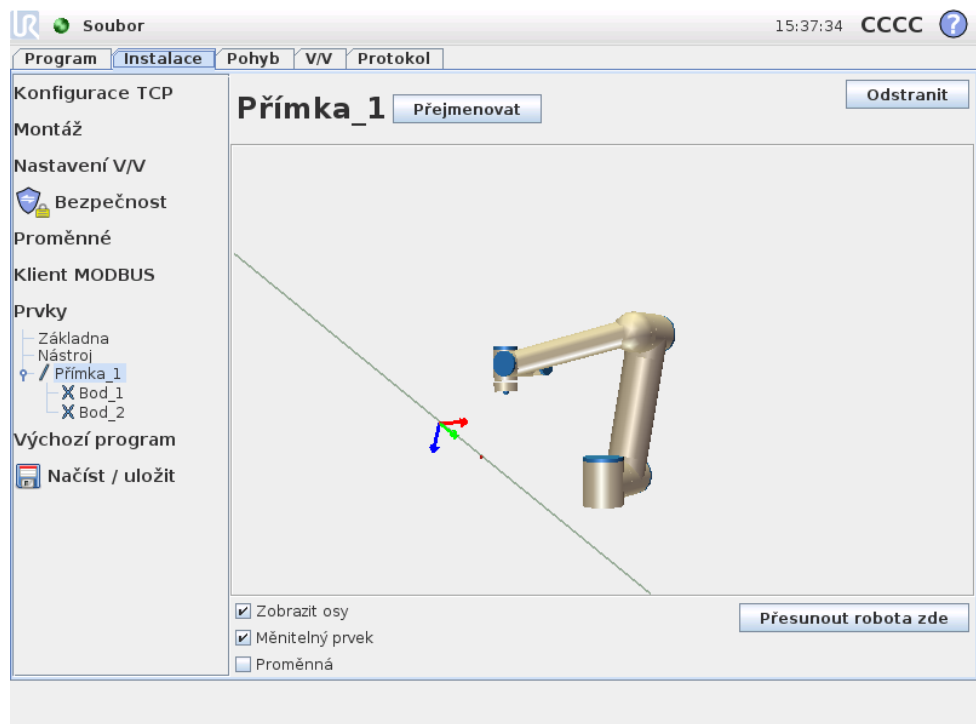 UR Soubor 15:37:34 CCCC ?
Program Instalace Pohyb V/V Protokol
Konfigurace TCP
Montáž
Nastavení V/V
Bezpečnost
Proměnné
Klient MODBUS
Prvky
Základna
Nástroj
Přímka_1
Bod_1
Bod_2
Výchozí program
Načíst / uložit
Přímka_1 Přejmenovat Odstranit
Zobrazit osy
Měnitelný prvek
Proměnná
Přesunout robota zde